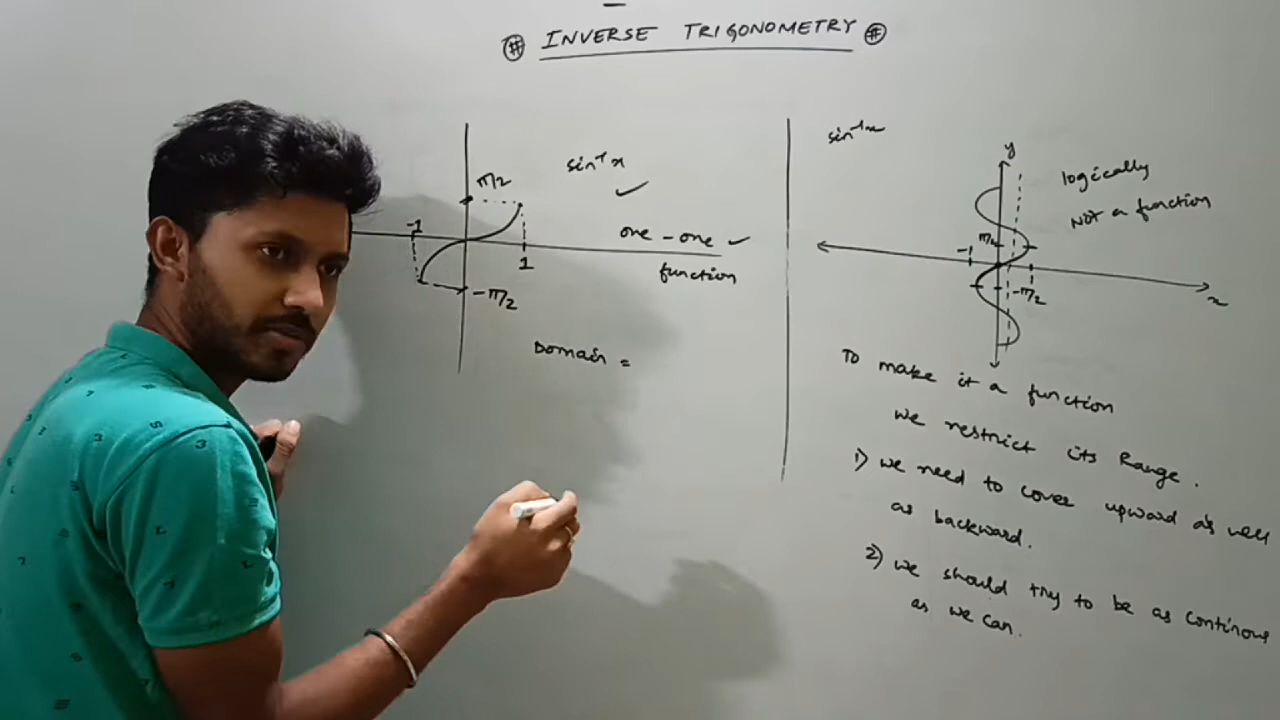 # INVERSE TRIGONOMETRY #
sin⁻¹x
π/2
-1
1
-π/2
one - one
function
Domain =
sin⁻¹x
y
logically
NOT a function
π/2
-1
-π/2
x
To make it a function
we restrict its Range.
1) we need to cover upward as well
as backward.
2) we should try to be as continous
as we can.